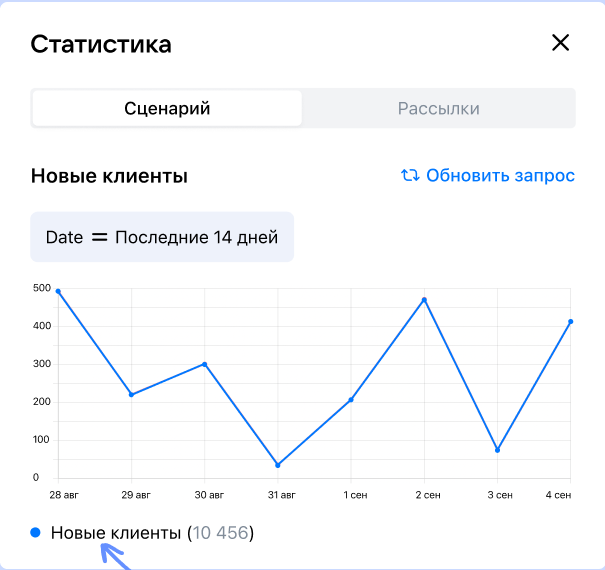 Статистика
Сценарий
Рассылки
Новые клиенты
Обновить запрос
Date = Последние 14 дней
500
400
300
200
100
0
28 авг
29 авг
30 авг
31 авг
1 сен
2 сен
3 сен
4 сен
Новые клиенты (10 456)